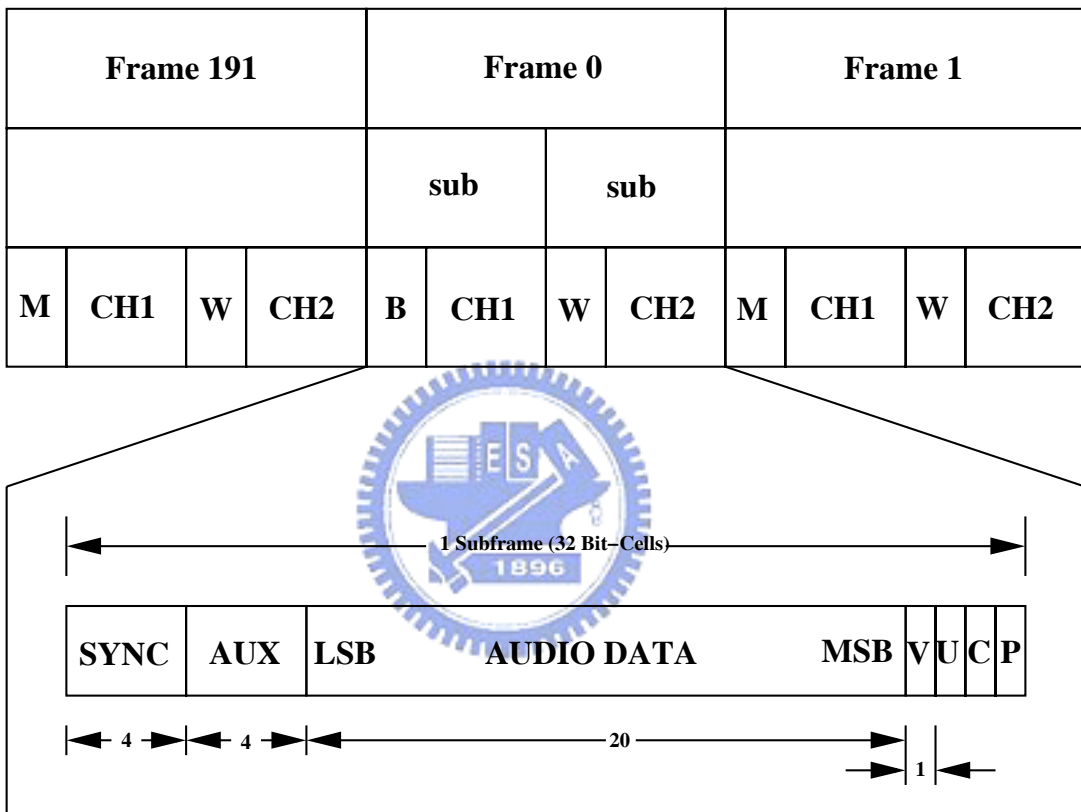 Frame 191 Frame 0 Frame 1
sub sub
M CH1 W CH2 B CH1 W CH2 M CH1 W CH2
E S A
1 Subframe (32 Bit−Cells)
1896
SYNC AUX LSB AUDIO DATA MSB V U C P
4 4 20
1